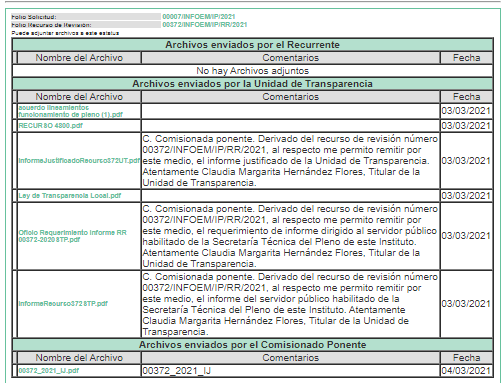 Folio Solicitud: 00007/INFOEM/IP/2021
Folio Recurso de Revisión: 00372/INFOEM/IP/RR/2021
Puede adjuntar archivos a este estatus
Archivos enviados por el Recurrente
Nombre del Archivo Comentarios Fecha
No hay Archivos adjuntos
Archivos enviados por la Unidad de Transparencia
Nombre del Archivo Comentarios Fecha
acuerdo lineamientos
funcionamiento de pleno (1).pdf 03/03/2021
RECURSO 4800.pdf 03/03/2021
C. Comisionada ponente. Derivado del recurso de revisión número
00372/INFOEM/IP/RR/2021, al respecto me permito remitir por
InformeJustificadoRecurso372UT.pdf este medio, el informe justificado de la Unidad de Transparencia. 03/03/2021
Atentamente Claudia Margarita Hernández Flores, Titular de la
Unidad de Transparencia.
Ley de Transparencia Local.pdf 03/03/2021
C. Comisionada ponente. Derivado del recurso de revisión número
00372/INFOEM/IP/RR/2021, al respecto me permito remitir por
Oficio Requerimiento Informe RR este medio, el requerimiento de informe dirigido al servidor público
00372-2020STP.pdf habilitado de la Secretaría Técnica del Pleno de este Instituto. 03/03/2021
Atentamente Claudia Margarita Hernández Flores, Titular de la
Unidad de Transparencia.
C. Comisionada ponente. Derivado del recurso de revisión número
00372/INFOEM/IP/RR/2021, al respecto me permito remitir por
InformeRecurso372STP.pdf este medio, el informe del servidor público habilitado de la 03/03/2021
Secretaría Técnica del Pleno de este Instituto. Atentamente
Claudia Margarita Hernández Flores, Titular de la Unidad de
Transparencia.
Archivos enviados por el Comisionado Ponente
Nombre del Archivo Comentarios Fecha
00372_2021_IJ.pdf 00372_2021_IJ 04/03/2021